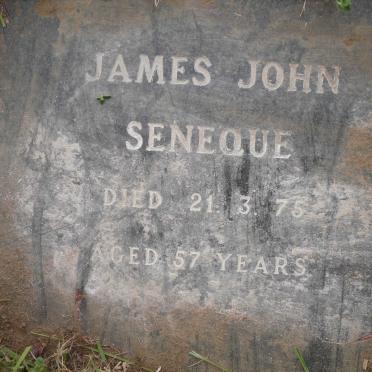 JAMES JOHN
SENEQUE
DIED 21. 3. 75
AGED 57 YEARS.